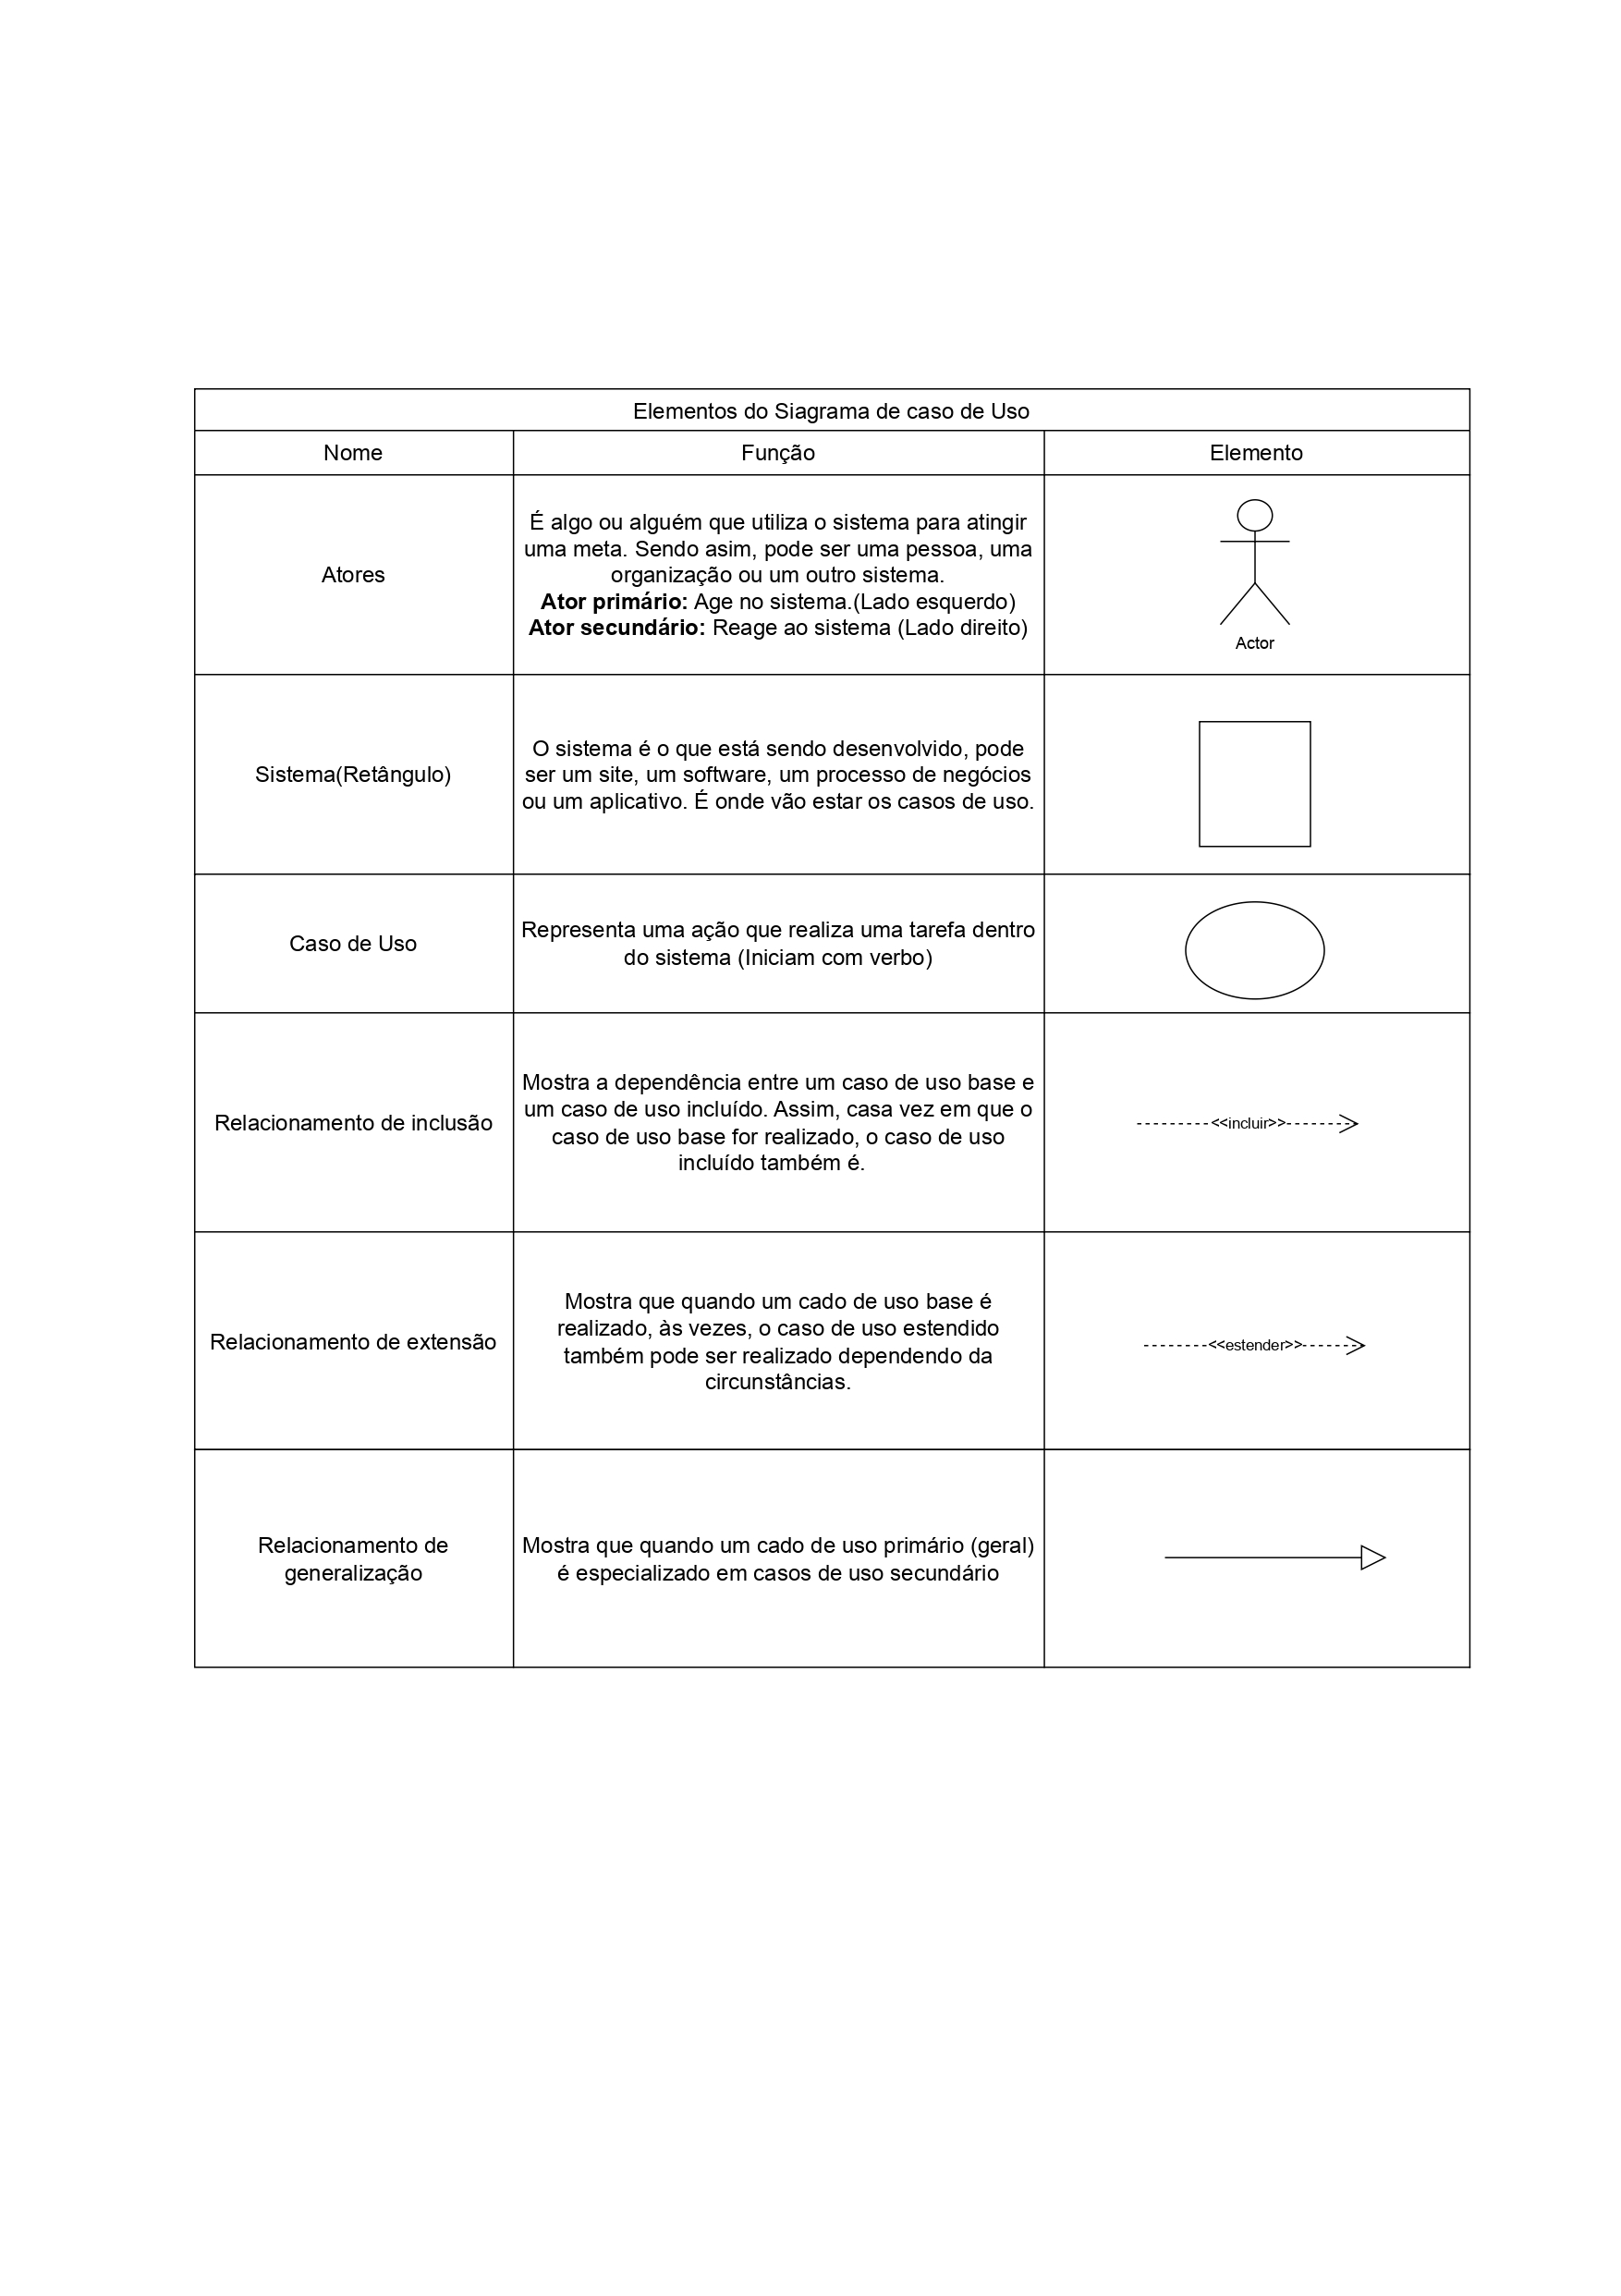 Elementos do Siagrama de caso de Uso
Nome
Função
Elemento
Atores
É algo ou alguém que utiliza o sistema para atingir
uma meta. Sendo asim, pode ser uma pessoa, uma
organização ou um outro sistema.
Ator primário: Age no sistema.(Lado esquerdo)
Ator secundário: Reage ao sistema (Lado direito)
Actor
Sistema(Retângulo)
O sistema é o que está sendo desenvolvido, pode
ser um site, um software, um processo de negócios
ou um aplicativo. É onde vão estar os casos de uso.
Caso de Uso
Representa uma ação que realiza uma tarefa dentro
do sistema (Iniciam com verbo)
Relacionamento de inclusão
Mostra a dependência entre um caso de uso base e
um caso de uso incluído. Assim, casa vez em que o
caso de uso base for realizado, o caso de uso
incluído também é.
<<incluir>>
Relacionamento de extensão
Mostra que quando um cado de uso base é
realizado, às vezes, o caso de uso estendido
também pode ser realizado dependendo da
circunstâncias.
<<estender>>
Relacionamento de
generalização
Mostra que quando um cado de uso primário (geral)
é especializado em casos de uso secundário